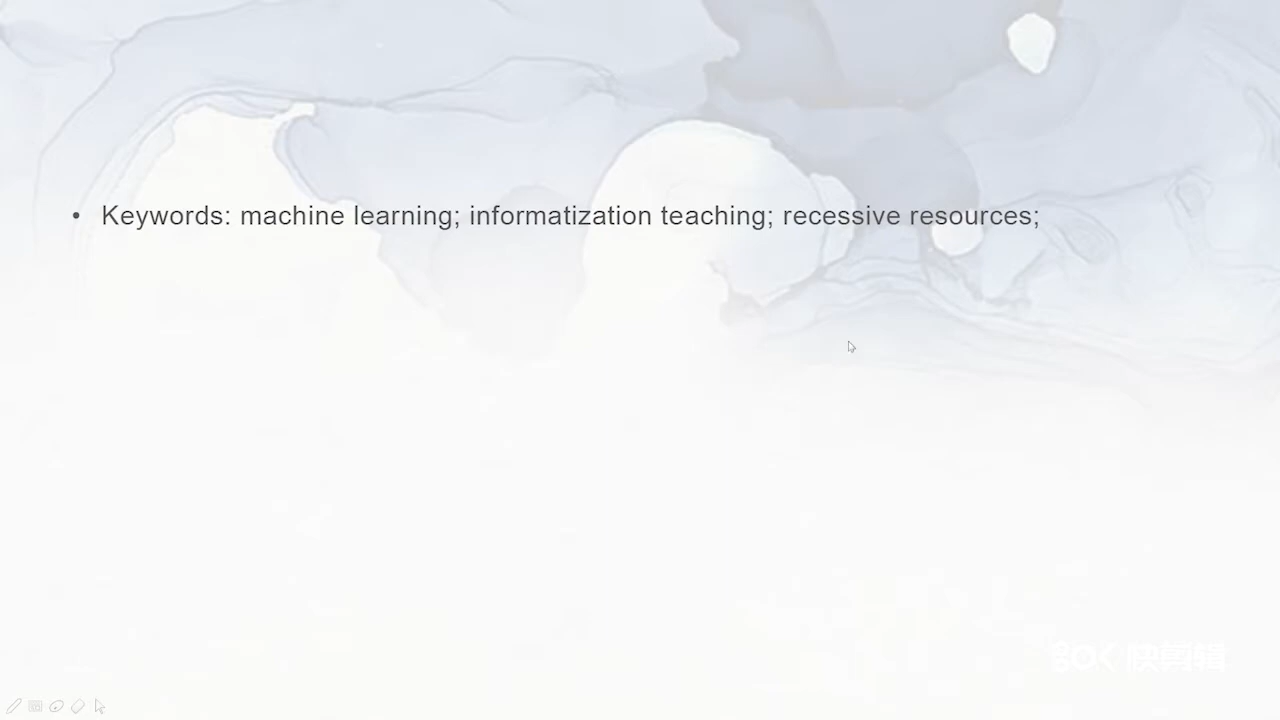 • Keywords: machine learning; informatization teaching; recessive resources;
快剪辑